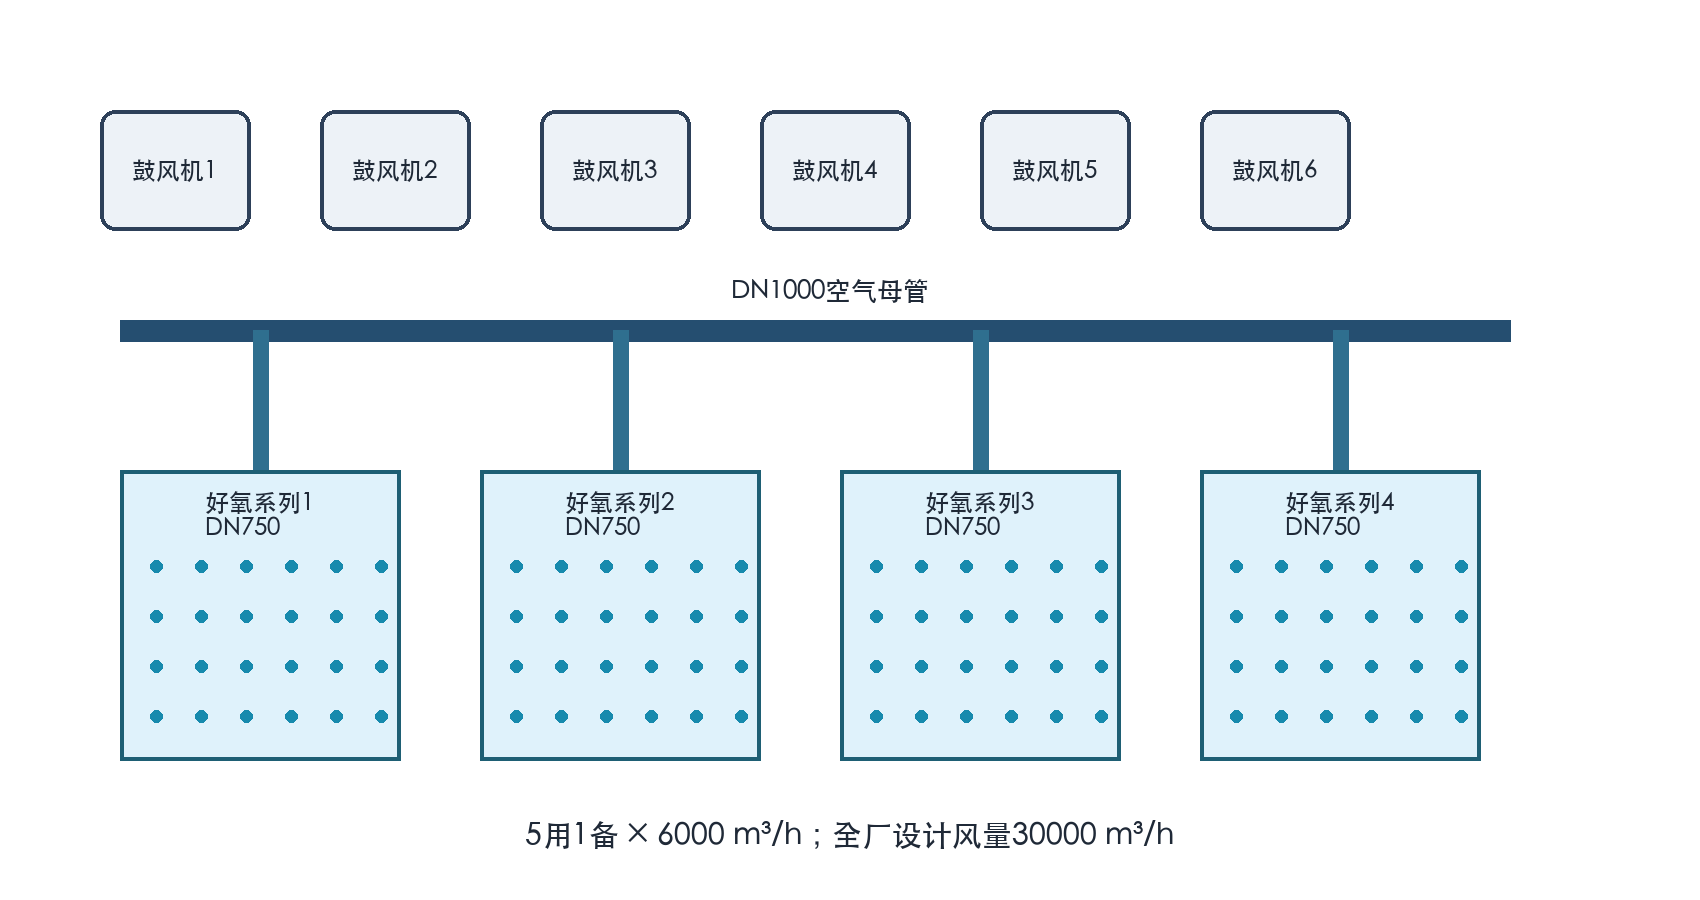 鼓风机1
鼓风机2
鼓风机3
鼓风机4
鼓风机5
鼓风机6
DN1000空气母管
好氧系列1
DN750
好氧系列2
DN750
好氧系列3
DN750
好氧系列4
DN750
5用1备 × 6000 m³/h；全厂设计风量30000 m³/h